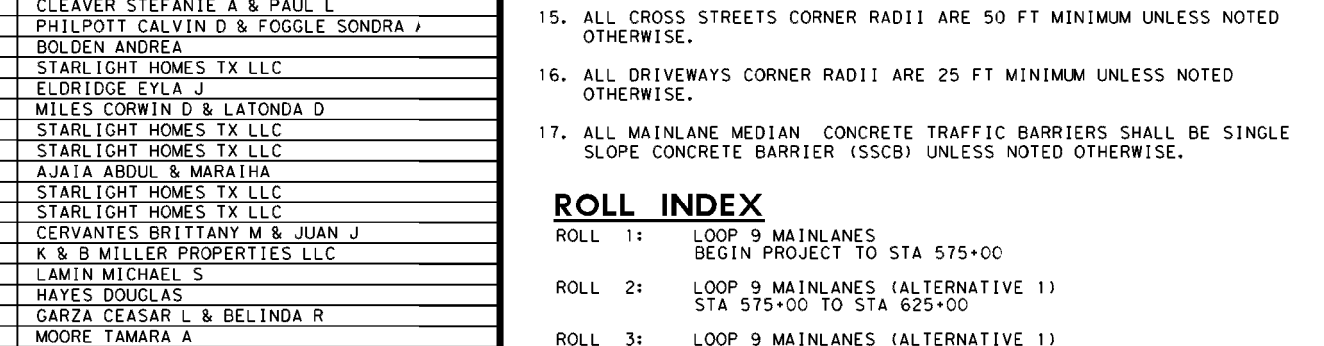 CLEAVER STEFANIE A & PAUL L
PHILPOTT CALVIN D & FOGGLE SONDRA
BOLDEN ANDREA
STARLIGHT HOMES TX LLC
ELDRIDGE EYLA J
MILES CORWIN D & LATONDA D
STARLIGHT HOMES TX LLC
STARLIGHT HOMES TX LLC
AJAIA ABDUL & MARAIHA
STARLIGHT HOMES TX LLC
STARLIGHT HOMES TX LLC
CERVANTES BRITTANY M & JUAN J
K & B MILLER PROPERTIES LLC
LAMIN MICHAEL S
HAYES DOUGLAS
GARZA CEASAR L & BELINDA R
MOORE TAMARA A
15. ALL CROSS STREETS CORNER RADII ARE 50 FT MINIMUM UNLESS NOTED
OTHERWISE.
16. ALL DRIVEWAYS CORNER RADII ARE 25 FT MINIMUM UNLESS NOTED
OTHERWISE.
17. ALL MAINLANE MEDIAN CONCRETE TRAFFIC BARRIERS SHALL BE SINGLE
SLOPE CONCRETE BARRIER (SSCB) UNLESS NOTED OTHERWISE.
ROLL INDEX
ROLL 1: LOOP 9 MAINLANES
BEGIN PROJECT TO STA 575+00
ROLL 2: LOOP 9 MAINLANES (ALTERNATIVE 1)
STA 575+00 TO STA 625+00
ROLL 3: LOOP 9 MAINLANES (ALTERNATIVE 1)